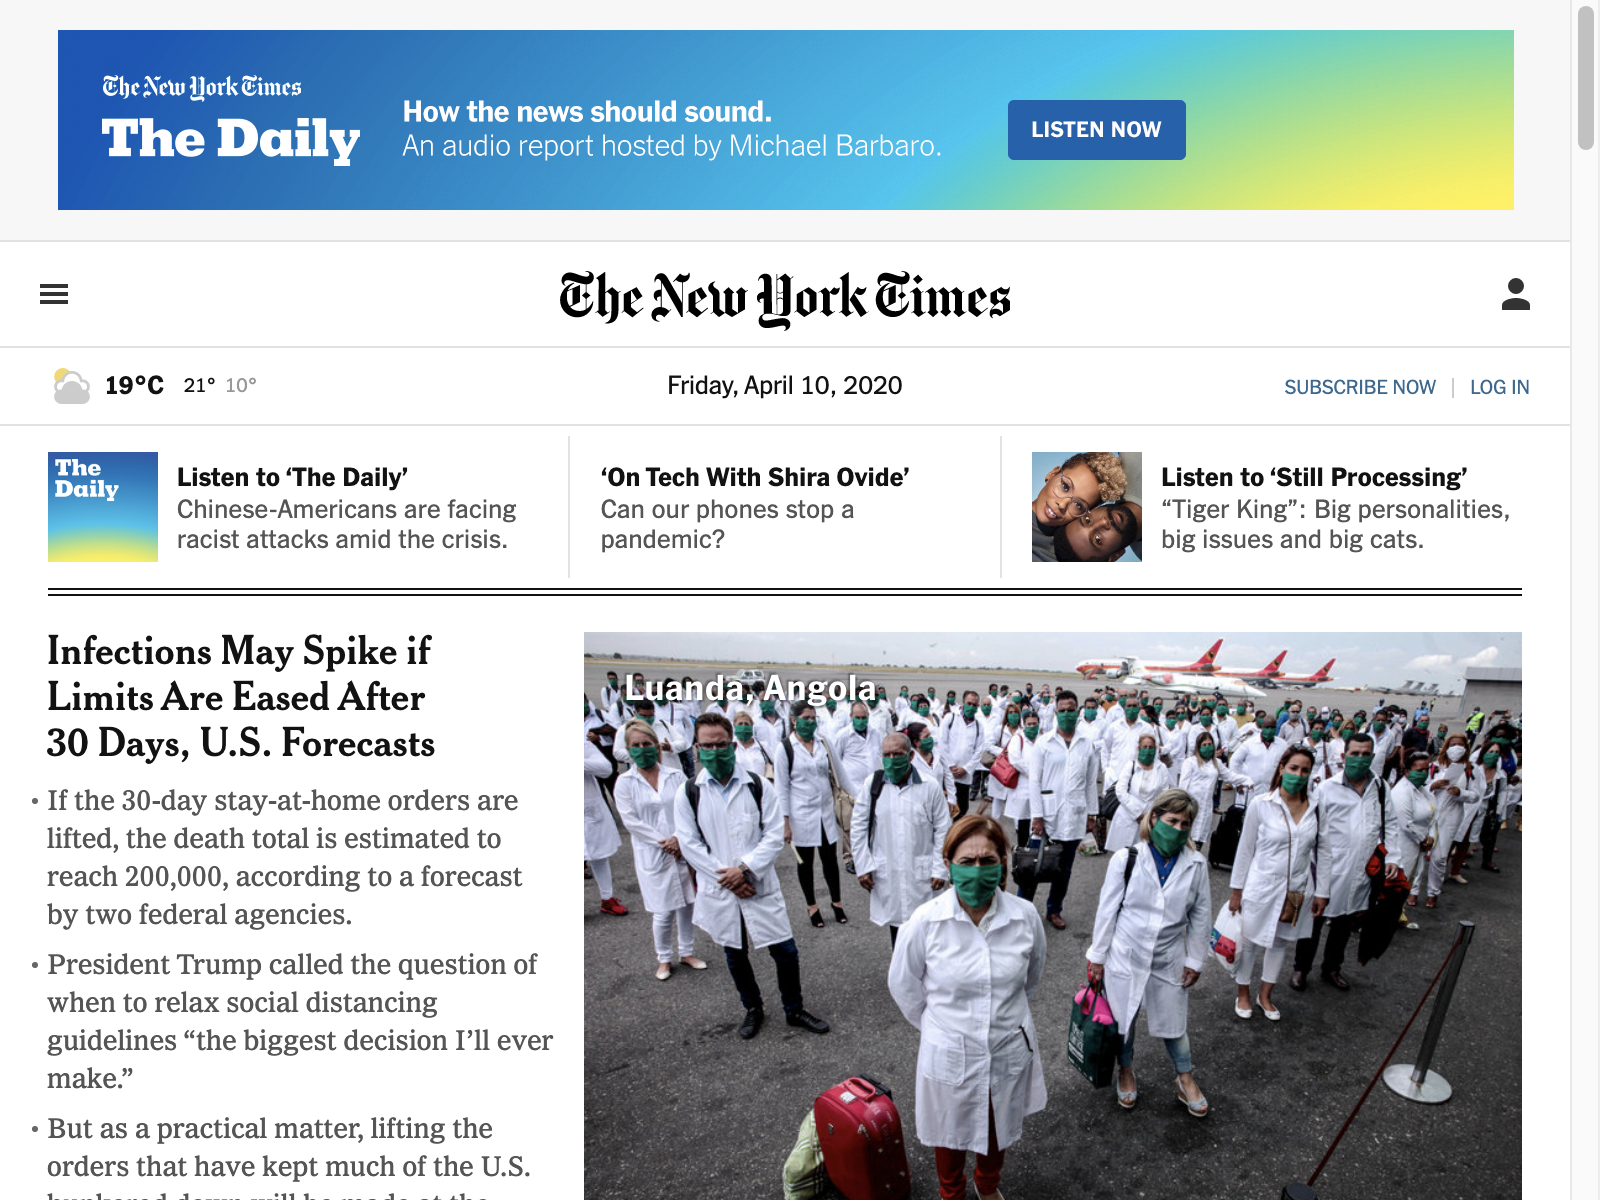 The New York Times
The Daily
How the news should sound.
An audio report hosted by Michael Barbaro.
LISTEN NOW
The New York Times
19°C 21° 10°
Friday, April 10, 2020
SUBSCRIBE NOW | LOG IN
The
Daily
Listen to ‘The Daily’
Chinese-Americans are facing
racist attacks amid the crisis.
‘On Tech With Shira Ovide’
Can our phones stop a
pandemic?
Listen to ‘Still Processing’
“Tiger King”: Big personalities,
big issues and big cats.
Infections May Spike if
Limits Are Eased After
30 Days, U.S. Forecasts
• If the 30-day stay-at-home orders are
lifted, the death total is estimated to
reach 200,000, according to a forecast
by two federal agencies.
• President Trump called the question of
when to relax social distancing
guidelines “the biggest decision I’ll ever
make.”
• But as a practical matter, lifting the
orders that have kept much of the U.S.
Luanda, Angola